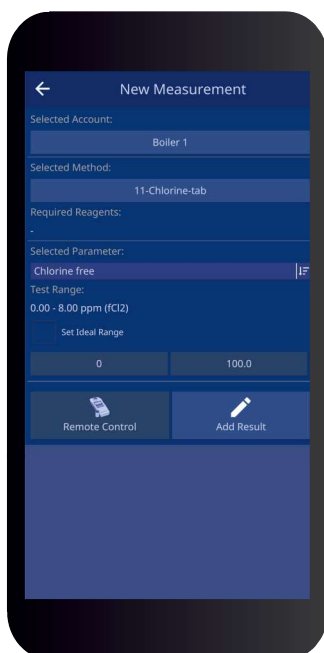 New Measurement
Selected Account:
Boiler 1
Selected Method:
11-Chlorine-tab
Required Reagents:
-
Selected Parameter:
Chlorine free
Test Range:
0.00 - 8.00 ppm (fCl2)
Set Ideal Range
0 100.0
Remote Control Add Result